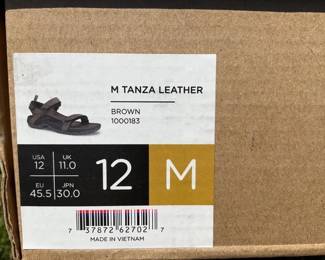 M TANZA LEATHER
BROWN
1000183
USA 12 UK 11.0
EU 45.5 JPN 30.0
12 M
7 37872 62702 7
MADE IN VIETNAM